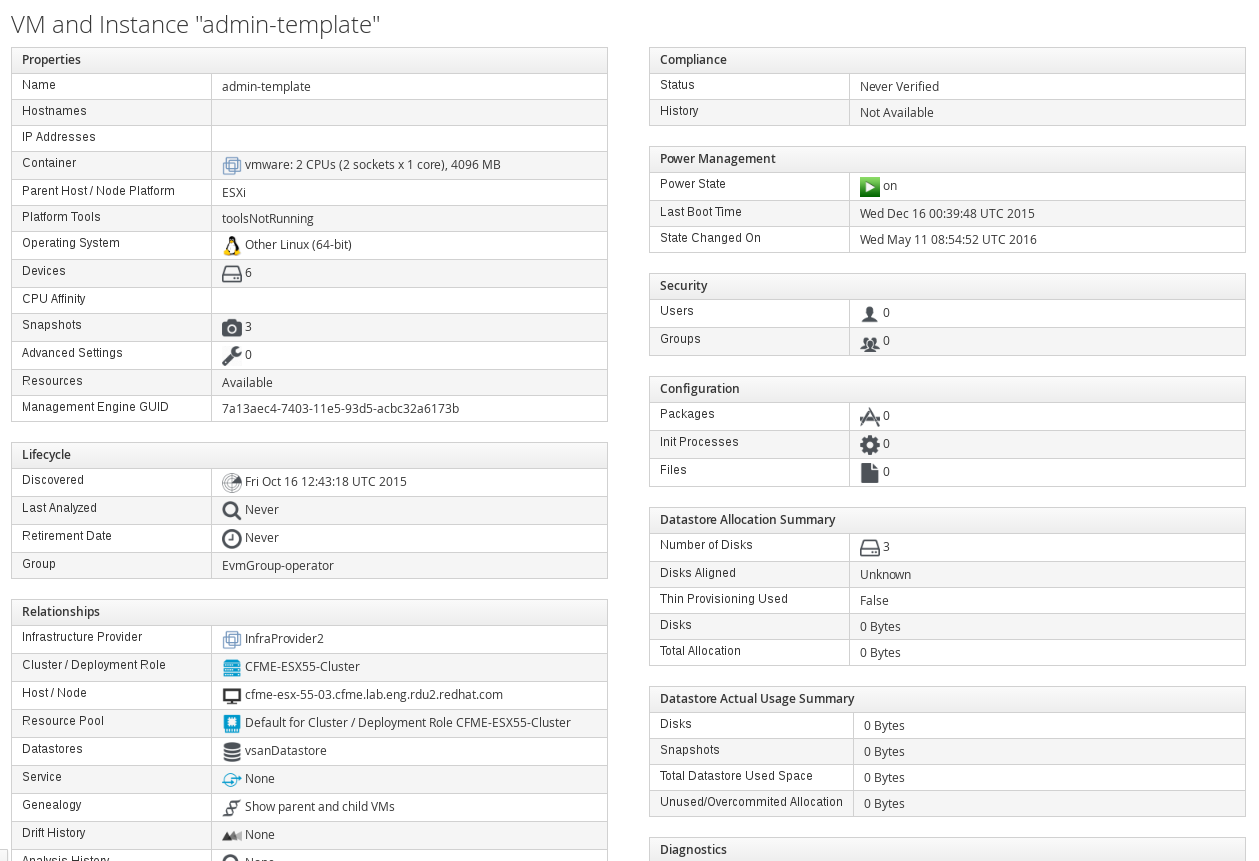 VM and Instance "admin-template"
Properties
Name admin-template
Hostnames
IP Addresses
Container vmware: 2 CPUs (2 sockets x 1 core), 4096 MB
Parent Host / Node Platform ESXi
Platform Tools toolsNotRunning
Operating System Other Linux (64-bit)
Devices 6
CPU Affinity
Snapshots 3
Advanced Settings 0
Resources Available
Management Engine GUID 7a13aec4-7403-11e5-93d5-acbc32a6173b
Lifecycle
Discovered Fri Oct 16 12:43:18 UTC 2015
Last Analyzed Never
Retirement Date Never
Group EvmGroup-operator
Relationships
Infrastructure Provider InfraProvider2
Cluster / Deployment Role CFME-ESX55-Cluster
Host / Node cfme-esx-55-03.cfme.lab.eng.rdu2.redhat.com
Resource Pool Default for Cluster / Deployment Role CFME-ESX55-Cluster
Datastores vsanDatastore
Service None
Genealogy Show parent and child VMs
Drift History None
Analysis History None
Compliance
Status Never Verified
History Not Available
Power Management
Power State on
Last Boot Time Wed Dec 16 00:39:48 UTC 2015
State Changed On Wed May 11 08:54:52 UTC 2016
Security
Users 0
Groups 0
Configuration
Packages 0
Init Processes 0
Files 0
Datastore Allocation Summary
Number of Disks 3
Disks Aligned Unknown
Thin Provisioning Used False
Disks 0 Bytes
Total Allocation 0 Bytes
Datastore Actual Usage Summary
Disks 0 Bytes
Snapshots 0 Bytes
Total Datastore Used Space 0 Bytes
Unused/Overcommited Allocation 0 Bytes
Diagnostics